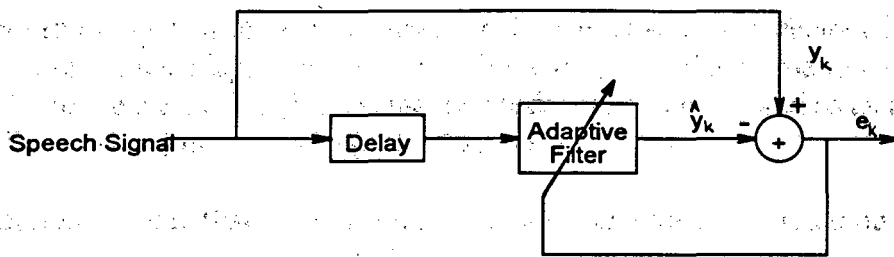 y_k
+
Speech Signal
Delay
Adaptive
Filter
ŷ_k
-
+
e_k